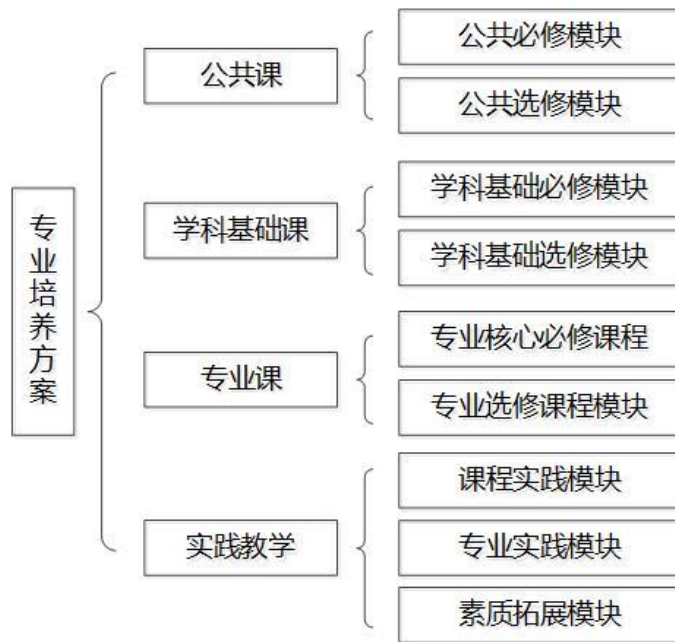 专业培养方案
公共课
公共必修模块
公共选修模块
学科基础课
学科基础必修模块
学科基础选修模块
专业课
专业核心必修课程
专业选修课程模块
实践教学
课程实践模块
专业实践模块
素质拓展模块